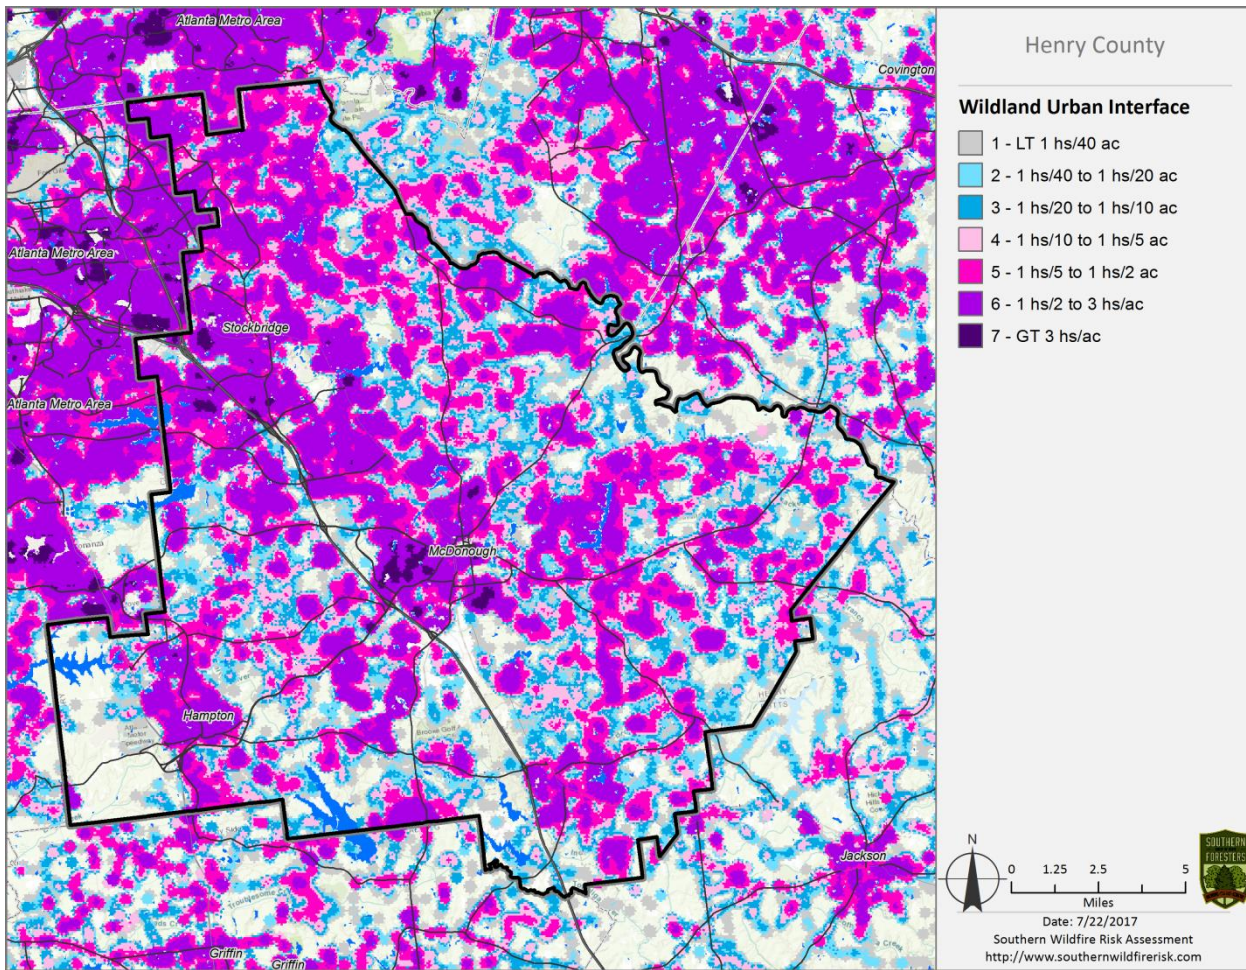 Atlanta Metro Area
Covington
Atlanta Metro Area
Stockbridge
Atlanta Metro Area
McDonough
Hampton
Speedway
Jackson
Griffin
Griffin
Henry County
Wildland Urban Interface
1 - LT 1 hs/40 ac
2 - 1 hs/40 to 1 hs/20 ac
3 - 1 hs/20 to 1 hs/10 ac
4 - 1 hs/10 to 1 hs/5 ac
5 - 1 hs/5 to 1 hs/2 ac
6 - 1 hs/2 to 3 hs/ac
7 - GT 3 hs/ac
N
0 1.25 2.5 5
Miles
SOUTHERN
FORESTERS
Date: 7/22/2017
Southern Wildfire Risk Assessment
http://www.southernwildfirerisk.com